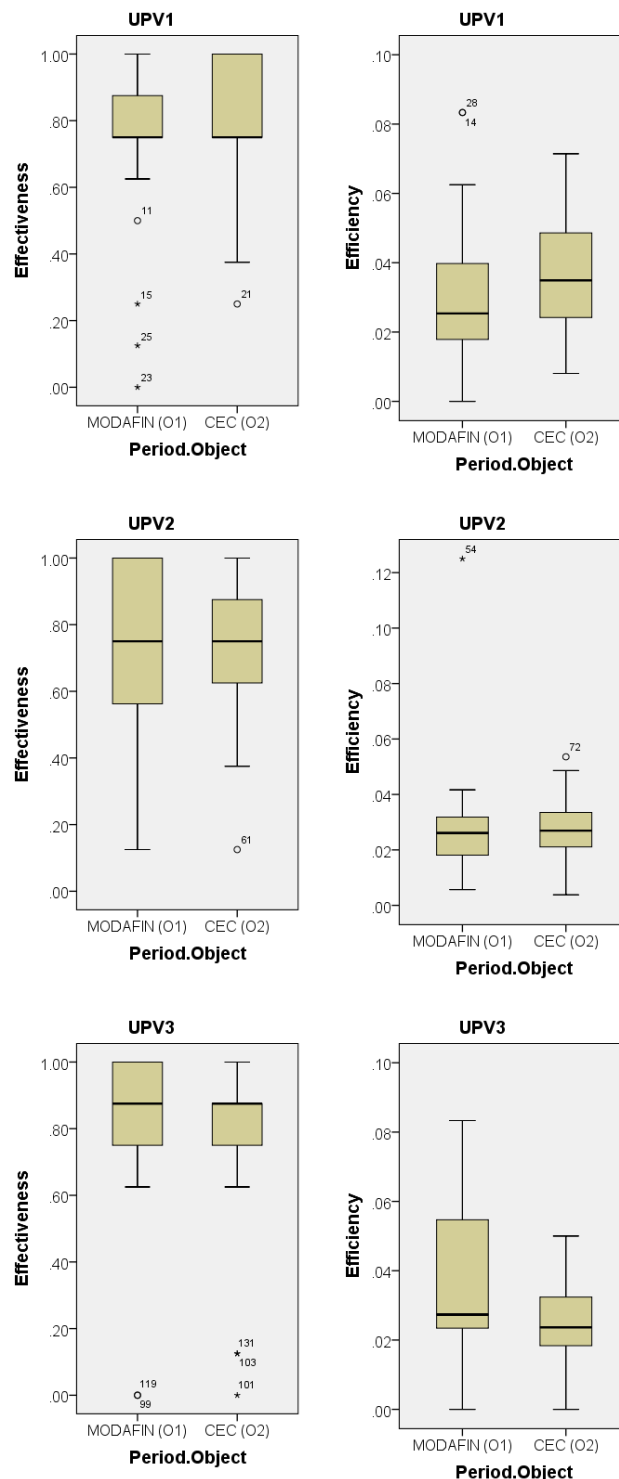 UPV1
1.00
.80
.60
.40
.20
.00
Effectiveness
11
15
25
23
21
MODAFIN (O1) CEC (O2)
Period.Object
UPV1
.10
.08
.06
.04
.02
.00
Efficiency
28
14
MODAFIN (O1) CEC (O2)
Period.Object
UPV2
1.00
.80
.60
.40
.20
.00
Effectiveness
61
MODAFIN (O1) CEC (O2)
Period.Object
UPV2
.12
.10
.08
.06
.04
.02
.00
Efficiency
54
72
MODAFIN (O1) CEC (O2)
Period.Object
UPV3
1.00
.80
.60
.40
.20
.00
Effectiveness
119
99
131
103
101
MODAFIN (O1) CEC (O2)
Period.Object
UPV3
.10
.08
.06
.04
.02
.00
Efficiency
MODAFIN (O1) CEC (O2)
Period.Object